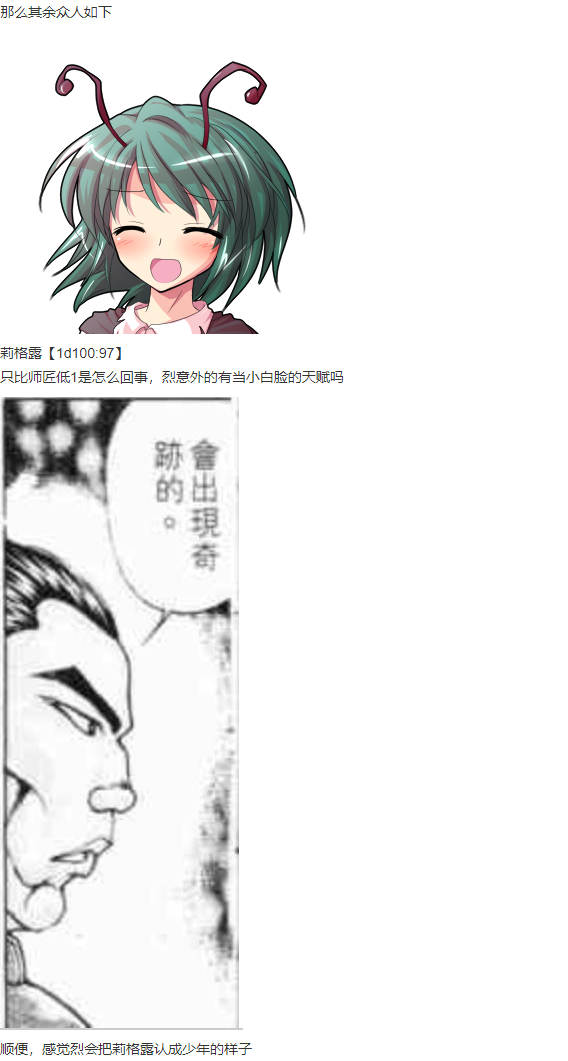 那么其余众人如下
莉格露【1d100:97】
只比师匠低1是怎么回事，烈意外的有当小白脸的天赋吗
會出現奇
跡的。
顺便，感觉烈会把莉格露认成少年的样子